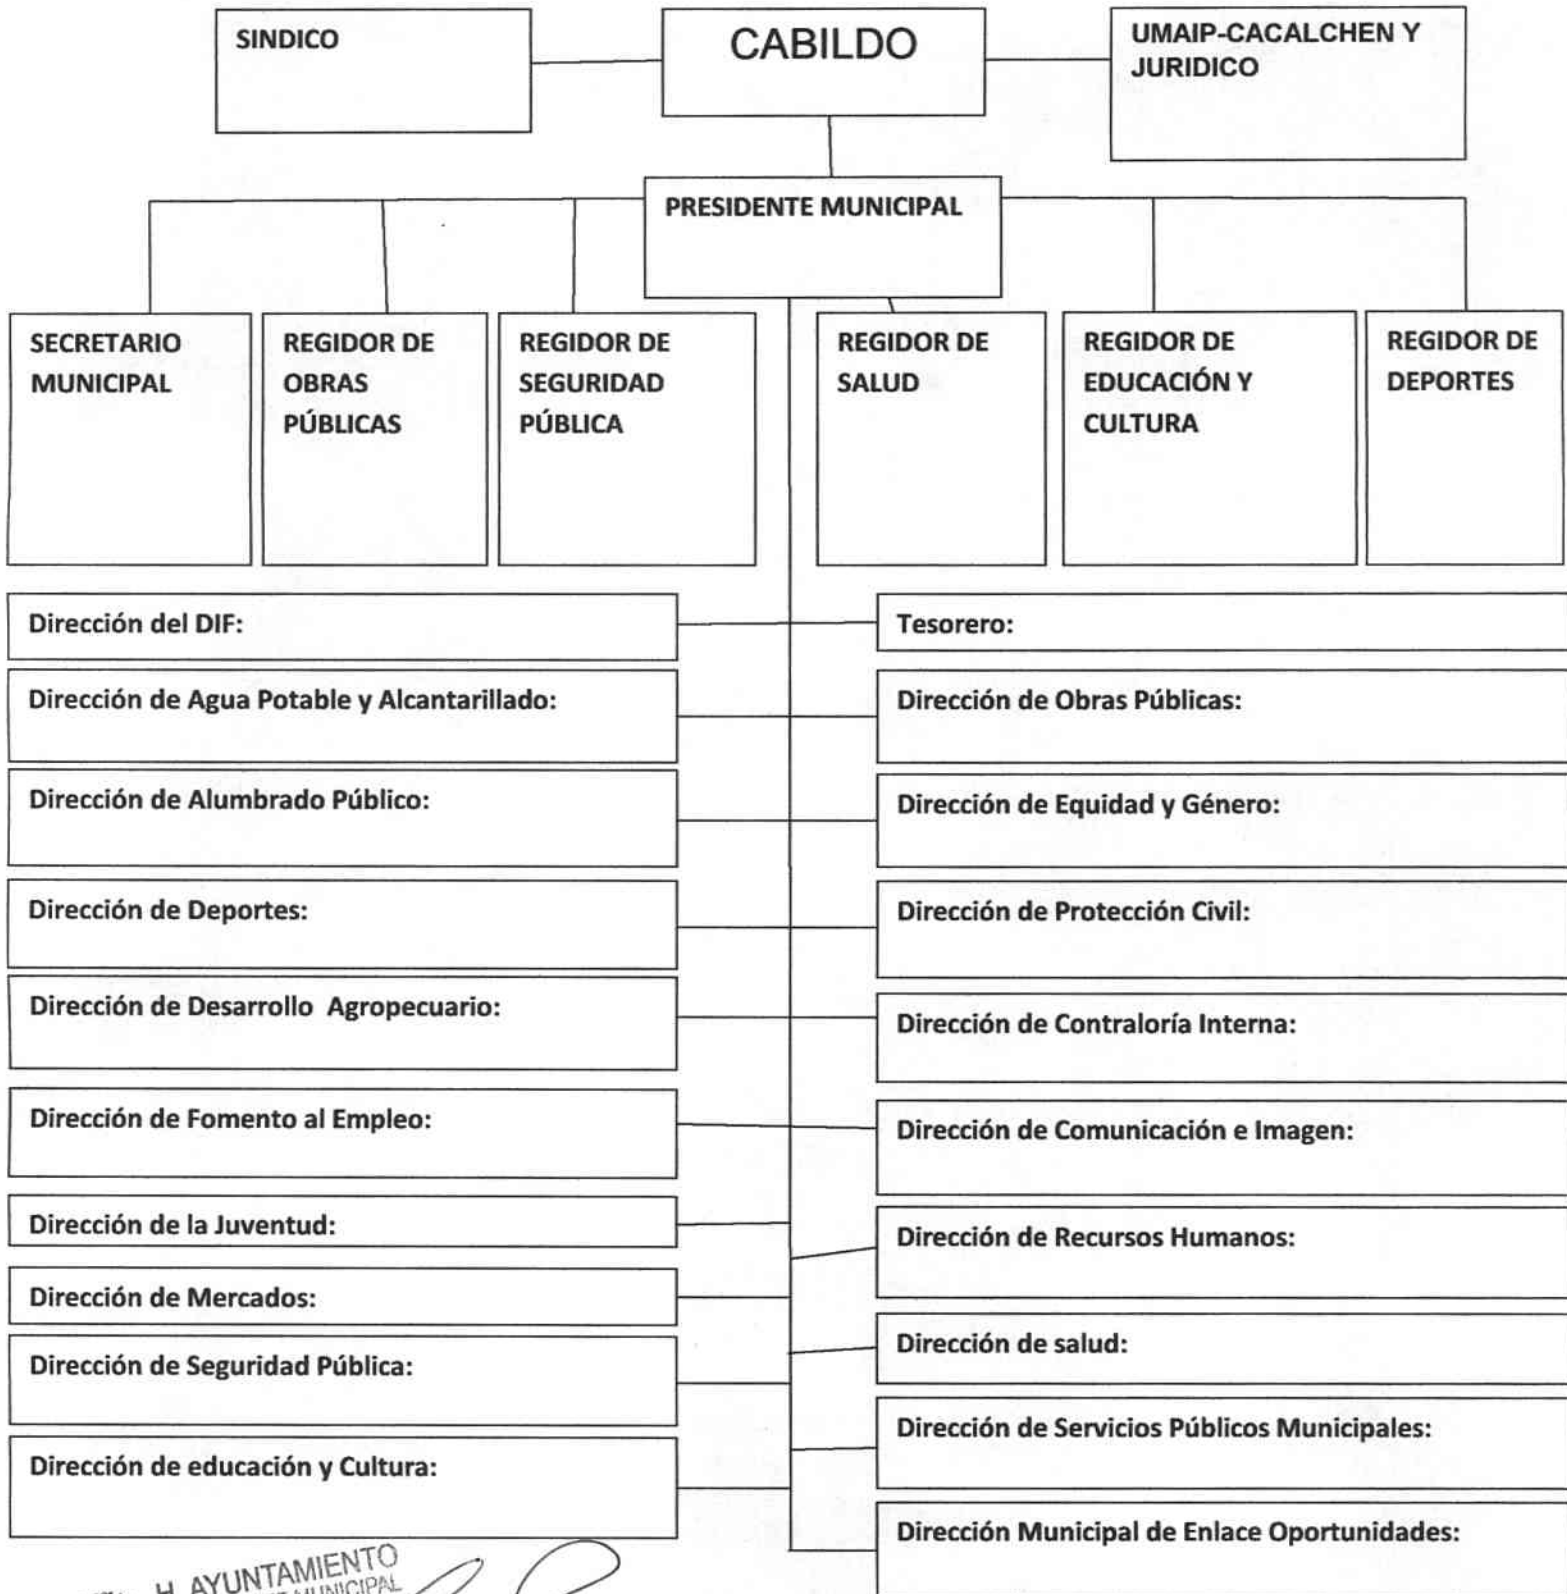 SINDICO
CABILDO
UMAIP-CACALCHEN Y
JURIDICO
PRESIDENTE MUNICIPAL
SECRETARIO
MUNICIPAL
REGIDOR DE
OBRAS
PÚBLICAS
REGIDOR DE
SEGURIDAD
PÚBLICA
REGIDOR DE
SALUD
REGIDOR DE
EDUCACIÓN Y
CULTURA
REGIDOR DE
DEPORTES
Dirección del DIF:
Tesorero:
Dirección de Agua Potable y Alcantarillado:
Dirección de Obras Públicas:
Dirección de Alumbrado Público:
Dirección de Equidad y Género:
Dirección de Deportes:
Dirección de Protección Civil:
Dirección de Desarrollo Agropecuario:
Dirección de Contraloría Interna:
Dirección de Fomento al Empleo:
Dirección de Comunicación e Imagen:
Dirección de la Juventud:
Dirección de Recursos Humanos:
Dirección de Mercados:
Dirección de salud:
Dirección de Seguridad Pública:
Dirección de Servicios Públicos Municipales:
Dirección de educación y Cultura:
Dirección Municipal de Enlace Oportunidades:
H. AYUNTAMIENTO
MUNICIPAL